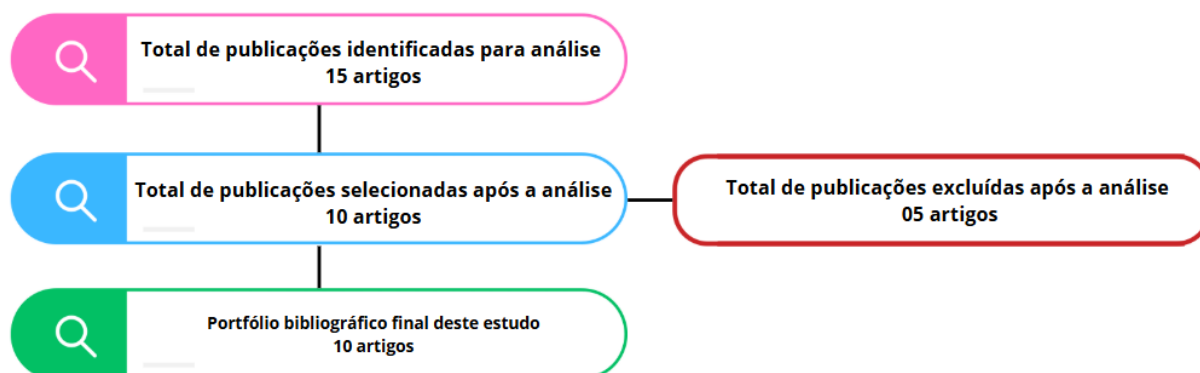 Total de publicações identificadas para análise
15 artigos
Total de publicações selecionadas após a análise
10 artigos
Total de publicações excluídas após a análise
05 artigos
Portfólio bibliográfico final deste estudo
10 artigos